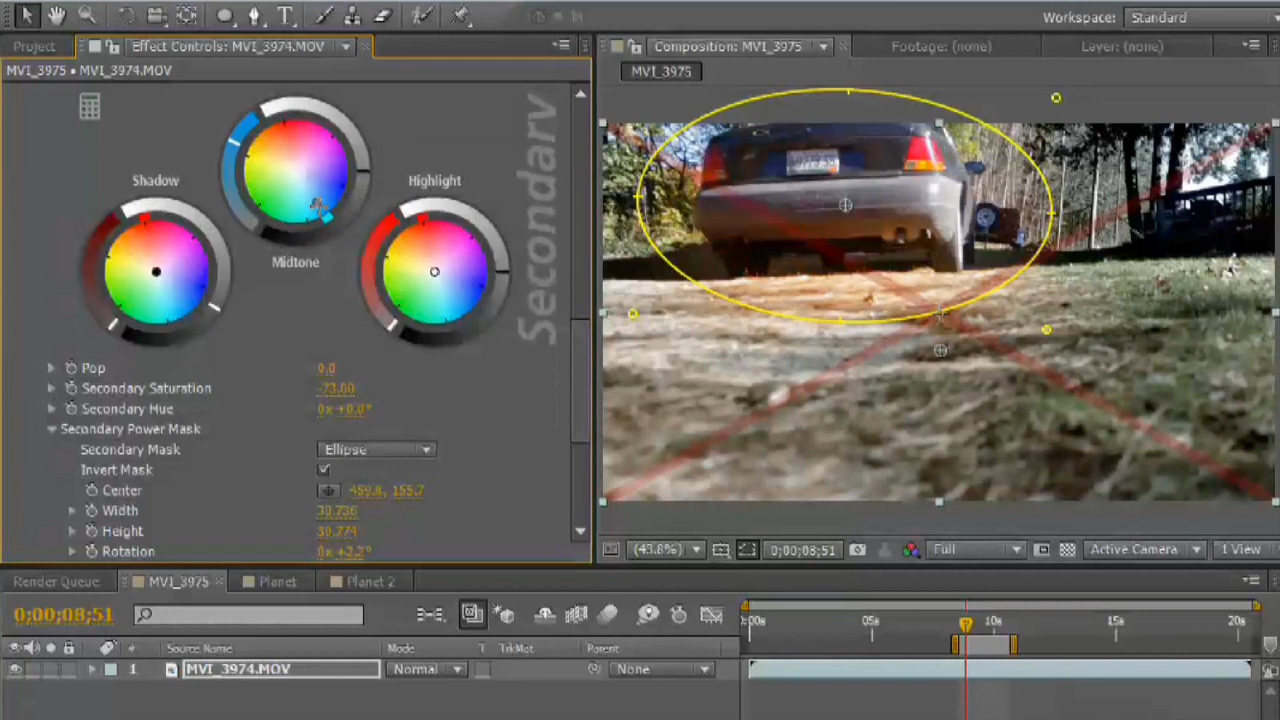 Workspace: Standard
Project
Effect Controls: MVI_3974.MOV
Composition: MVI_3975
Footage: (none)
Layer: (none)
MVI_3975 • MVI_3974.MOV
MVI_3975
Secondary
Shadow
Highlight
Midtone
Pop 0.0
Secondary Saturation -73.00
Secondary Hue 0x +0.0°
Secondary Power Mask
Secondary Mask Ellipse
Invert Mask
Center 459.8, 155.7
Width 30.736
Height 30.774
Rotation 0x +2.2°
(43.8%)
0;00;08;51
Full
Active Camera
1 View
Render Queue
MVI_3975
Planet
Planet 2
0;00;08;51
:00s
05s
10s
15s
20s
# Source Name Mode T TrkMat Parent
1 MVI_3974.MOV Normal None